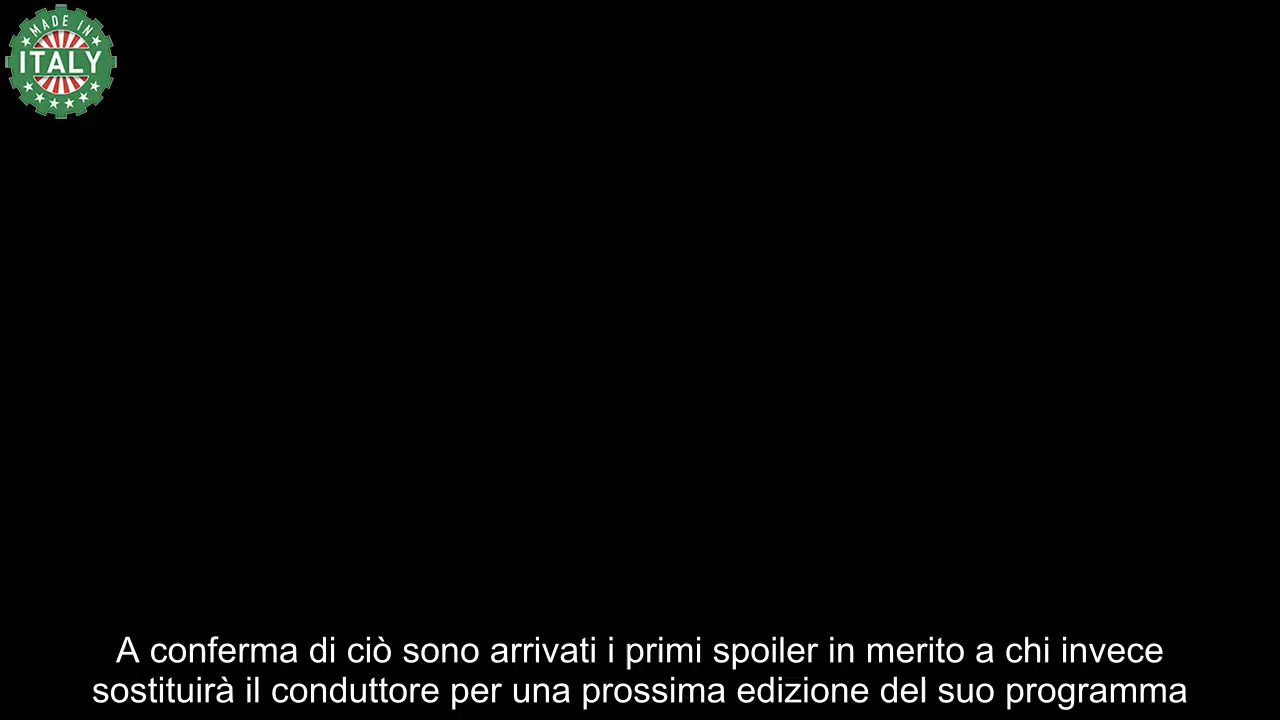 MADE IN
ITALY
A conferma di ciò sono arrivati i primi spoiler in merito a chi invece
sostituirà il conduttore per una prossima edizione del suo programma